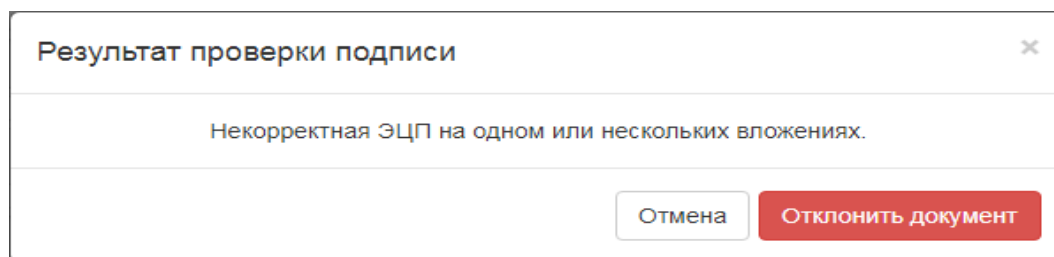 Результат проверки подписи
×
Некорректная ЭЦП на одном или нескольких вложениях.
Отмена
Отклонить документ